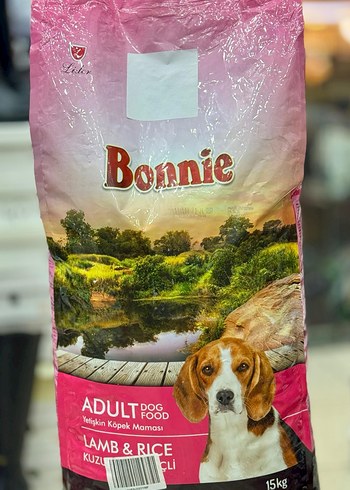 Lider
Bonnie
ADULT DOG FOOD
Yetişkin Köpek Maması
LAMB & RICE
15kg